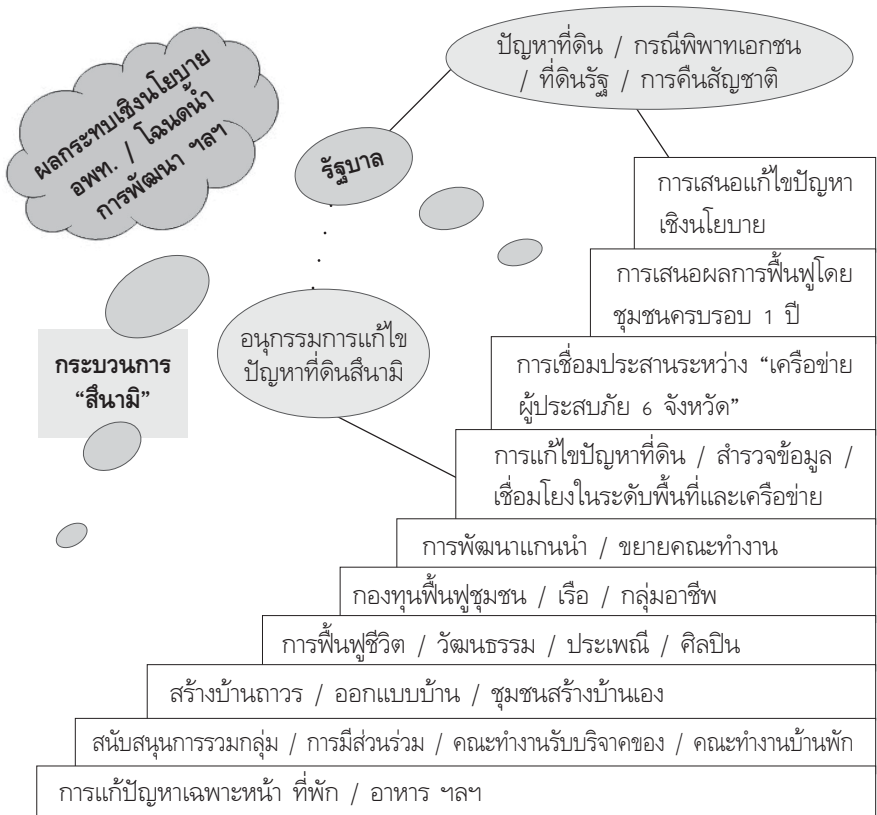 ผลกระทบเชิงนโยบาย
อพท. / โฉนดน้ำ
การพัฒนา ฯลฯ
รัฐบาล
ปัญหาที่ดิน / กรณีพิพาทเอกชน
/ ที่ดินรัฐ / การคืนสัญชาติ
กระบวนการ
“สึนามิ”
อนุกรรมการแก้ไข
ปัญหาที่ดินสึนามิ
การเสนอแก้ไขปัญหา
เชิงนโยบาย
การเสนอผลการฟื้นฟูโดย
ชุมชนครบรอบ 1 ปี
การเชื่อมประสานระหว่าง “เครือข่าย
ผู้ประสบภัย 6 จังหวัด”
การแก้ไขปัญหาที่ดิน / สำรวจข้อมูล /
เชื่อมโยงในระดับพื้นที่และเครือข่าย
การพัฒนาแกนนำ / ขยายคณะทำงาน
กองทุนฟื้นฟูชุมชน / เรือ / กลุ่มอาชีพ
การฟื้นฟูชีวิต / วัฒนธรรม / ประเพณี / ศิลปิน
สร้างบ้านถาวร / ออกแบบบ้าน / ชุมชนสร้างบ้านเอง
สนับสนุนการรวมกลุ่ม / การมีส่วนร่วม / คณะทำงานรับบริจาคของ / คณะทำงานบ้านพัก
การแก้ปัญหาเฉพาะหน้า ที่พัก / อาหาร ฯลฯ